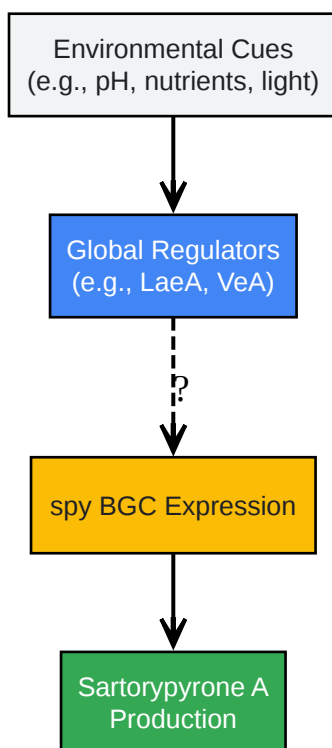 Environmental Cues
(e.g., pH, nutrients, light)
Global Regulators
(e.g., LaeA, VeA)
?
spy BGC Expression
Sartorypyrone A
Production